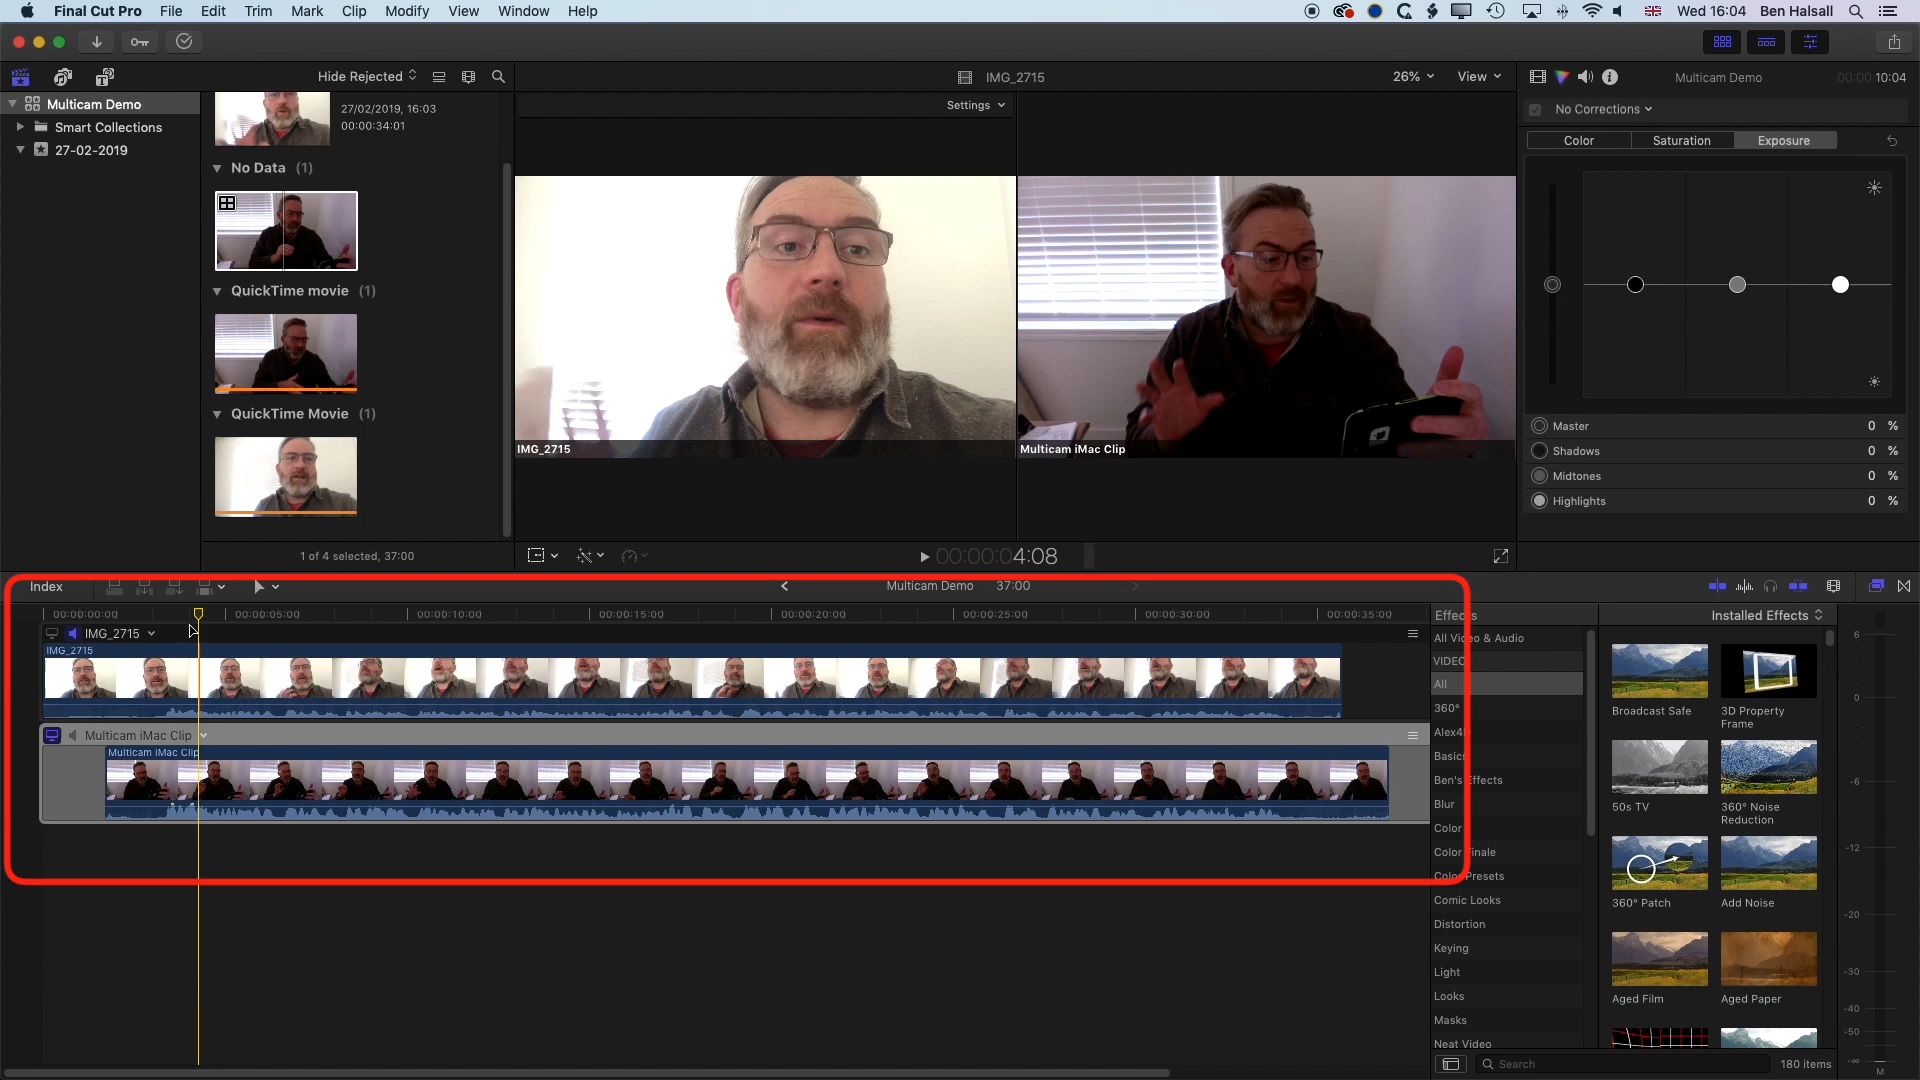 Final Cut Pro File Edit Trim Mark Clip Modify View Window Help Wed 16:04 Ben Halsall
Hide Rejected
IMG_2715
26% View
Multicam Demo 00:00:10:04
Multicam Demo
Smart Collections
27-02-2019
27/02/2019, 16:03
00:00:34:01
No Data (1)
QuickTime movie (1)
QuickTime Movie (1)
1 of 4 selected, 37:00
Settings
IMG_2715
Multicam iMac Clip
00:00:00:04:08
No Corrections
Color Saturation Exposure
Master 0 %
Shadows 0 %
Midtones 0 %
Highlights 0 %
Index
Multicam Demo 37:00
00:00:00:00 00:00:05:00 00:00:10:00 00:00:15:00 00:00:20:00 00:00:25:00 00:00:30:00 00:00:35:00
IMG_2715
IMG_2715
Multicam iMac Clip
Multicam iMac Clip
Effects
All Video & Audio
VIDEO
All
360°
Alex4
Basics
Ben's Effects
Blur
Color
Color Finale
Color Presets
Comic Looks
Distortion
Keying
Light
Looks
Masks
Neat Video
Installed Effects
Broadcast Safe
3D Property Frame
50s TV
360° Noise Reduction
360° Patch
Add Noise
Aged Film
Aged Paper
Search
180 items
6
0
-6
-12
-20
-30
-40
-50
-∞
M